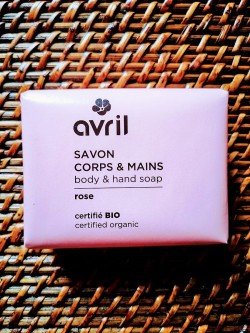 avril
SAVON
CORPS & MAINS
body & hand soap
rose
certifié BIO
certified organic